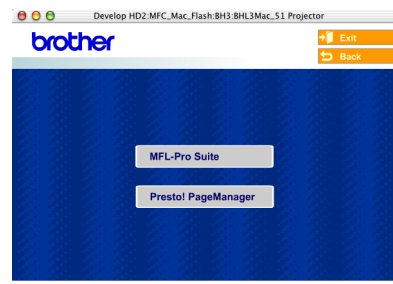 Develop HD2:MFC_Mac_Flash:BH3:BHL3Mac_51 Projector
brother
Exit
Back
MFL-Pro Suite
Presto! PageManager